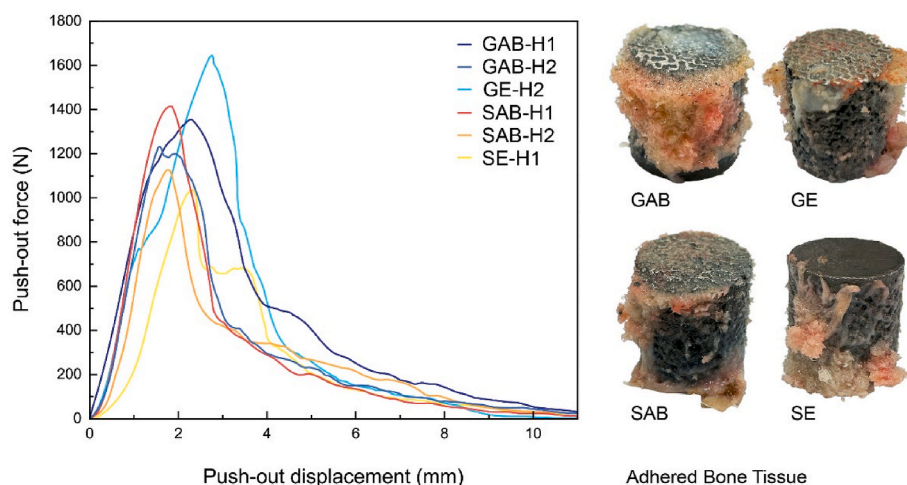 1800
1600
1400
1200
1000
800
600
400
200
0
Push-out force (N)
0 2 4 6 8 10
Push-out displacement (mm)
GAB-H1
GAB-H2
GE-H2
SAB-H1
SAB-H2
SE-H1
GAB GE
SAB SE
Adhered Bone Tissue